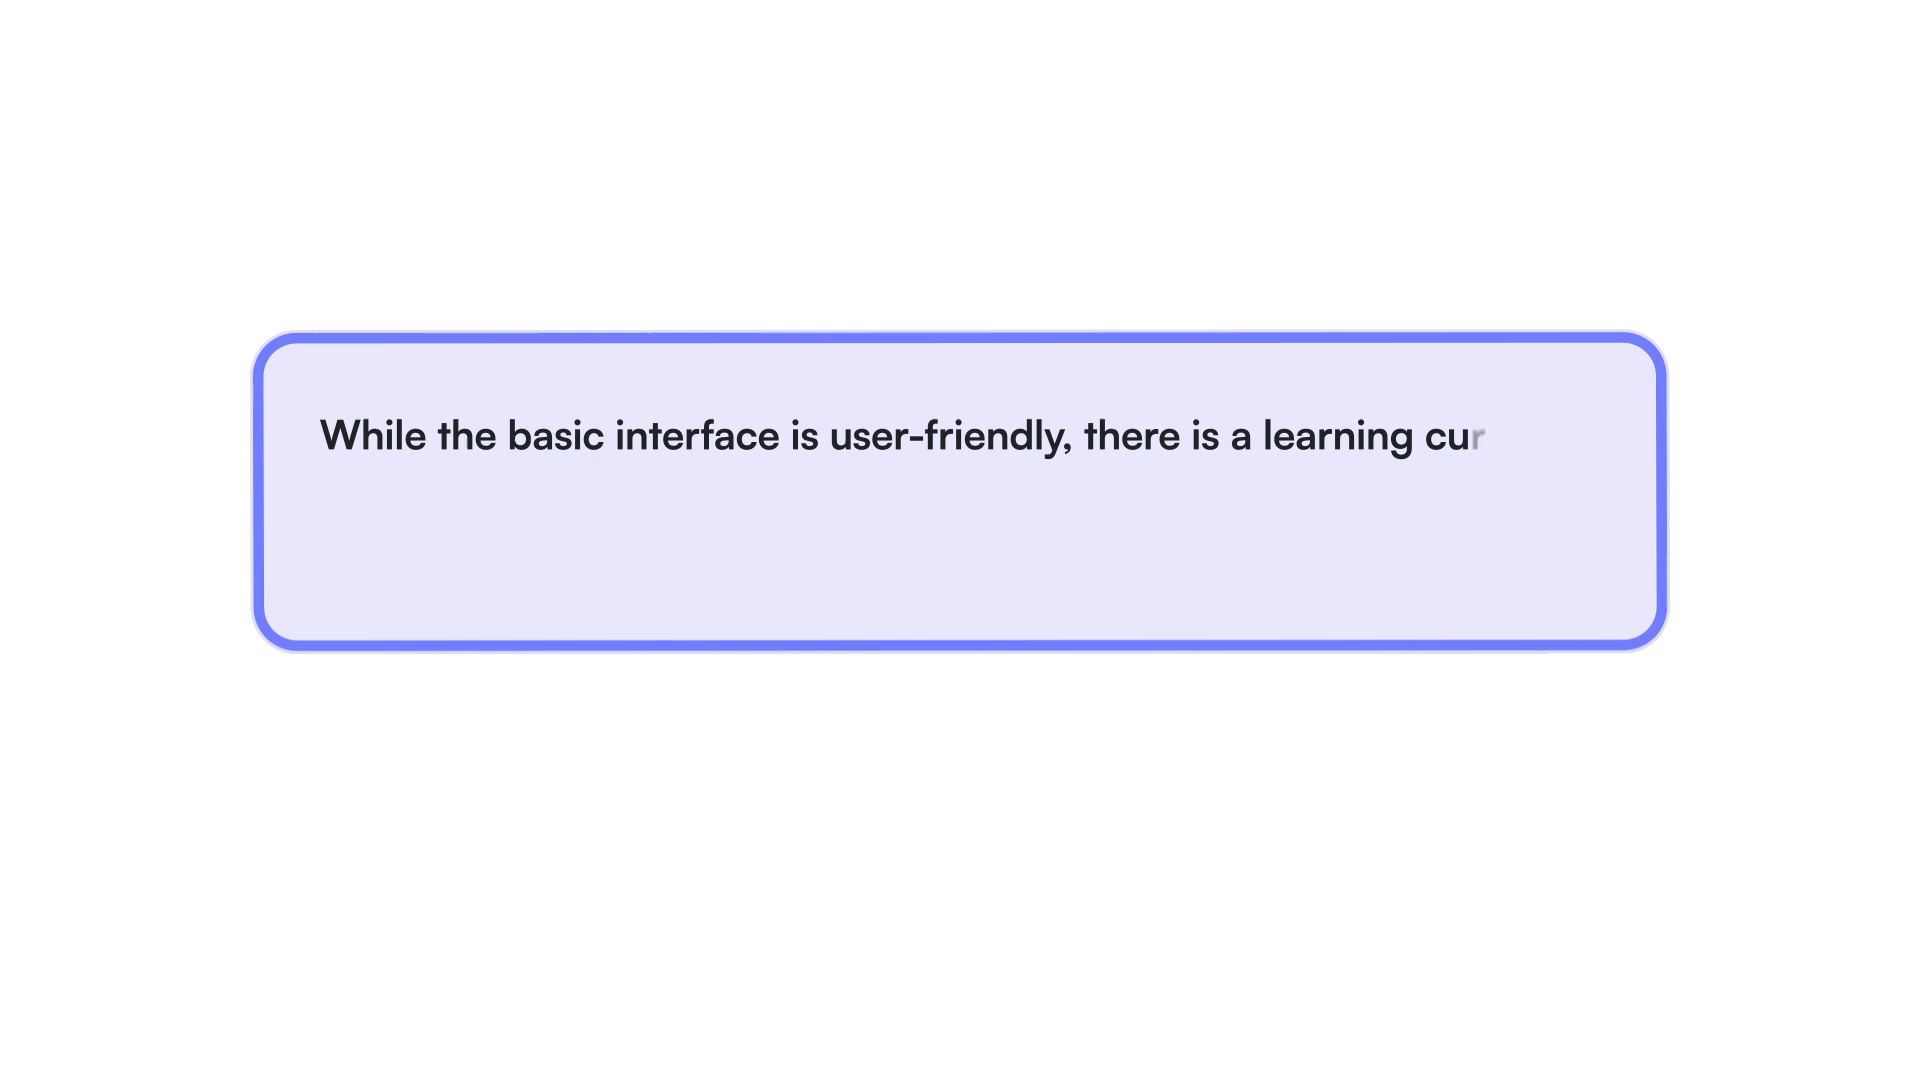 While the basic interface is user-friendly, there is a learning cur